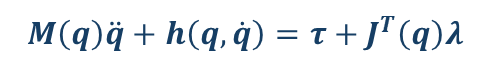 M(q)q̈ + h(q, q̇) = τ + Jᵀ(q)λ